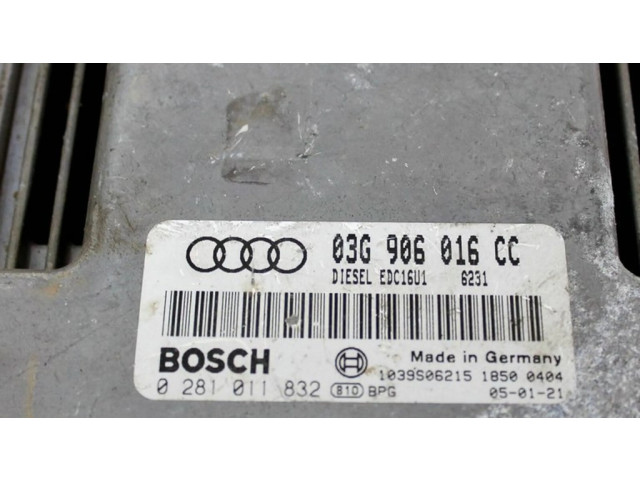 03G 906 016 CC
DIESEL EDC16U1 6231
BOSCH
Made in Germany
1039S06215 1850 0404
0 281 011 832 810 BPG
05-01-21